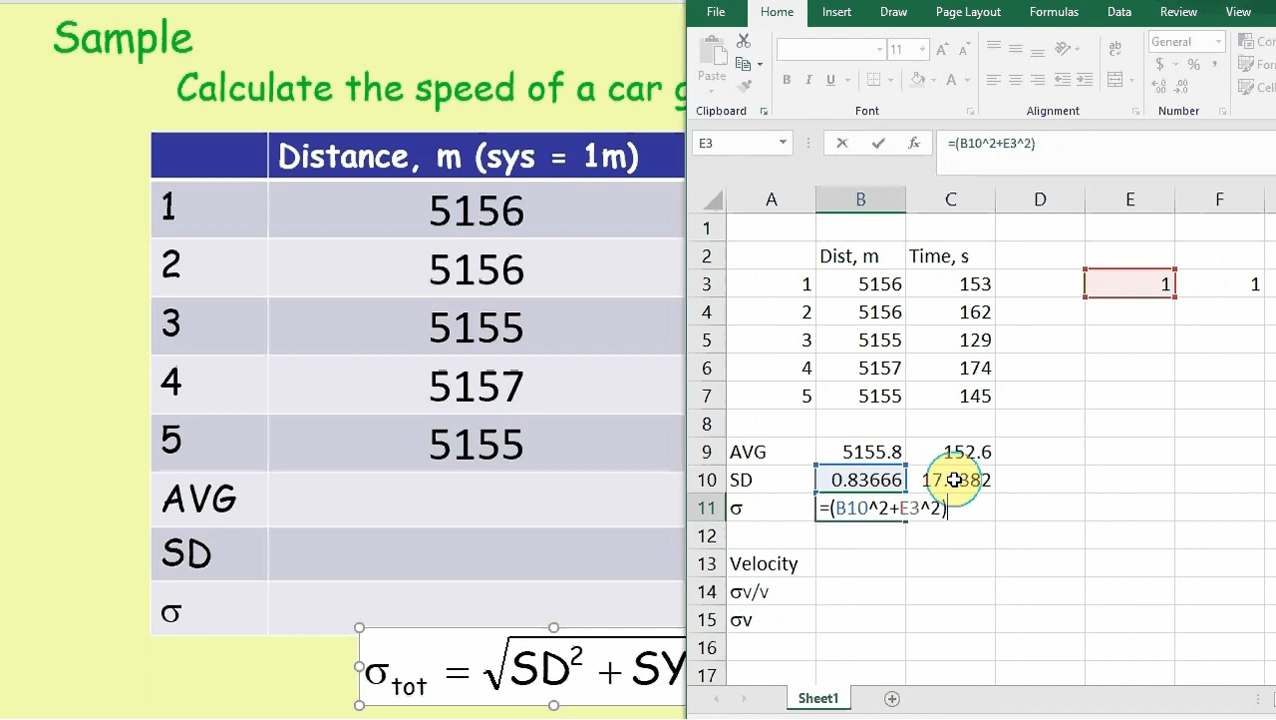 Sample
Calculate the speed of a car
Distance, m (sys = 1m)
1 5156
2 5156
3 5155
4 5157
5 5155
AVG
SD
σ
σtot = √SD² + SY
File Home Insert Draw Page Layout Formulas Data Review View
Paste
11
General
B I U
$ % ,
Clipboard Font Alignment Number
E3 fx =(B10^2+E3^2)
A B C D E F
1
2 Dist, m Time, s
3 1 5156 153 1 1
4 2 5156 162
5 3 5155 129
6 4 5157 174
7 5 5155 145
8
9 AVG 5155.8 152.6
10 SD 0.83666
11 σ =(B10^2+E3^2)
12
13 Velocity
14 σv/v
15 σv
16
17
Sheet1